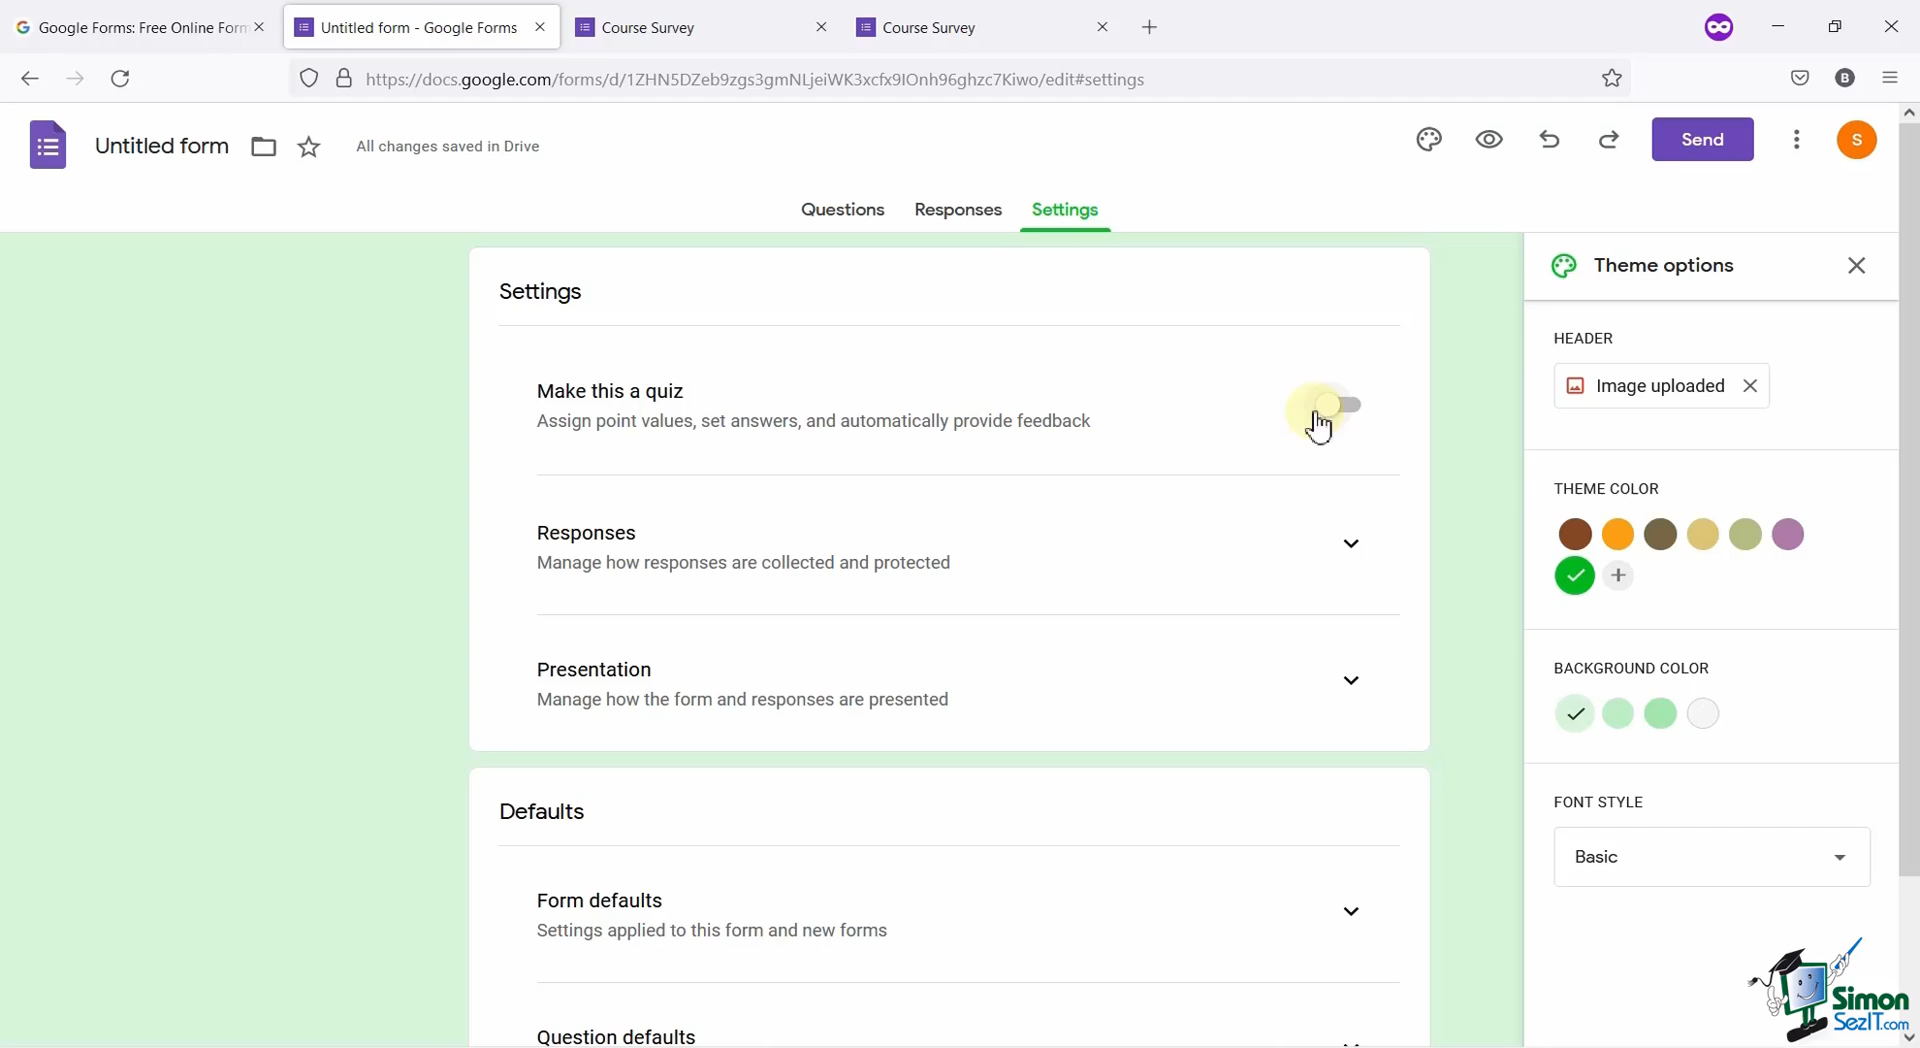 Google Forms: Free Online Form
Untitled form - Google Forms
Course Survey
Course Survey
https://docs.google.com/forms/d/1ZHN5DZeb9zgs3gmNLjeiWK3xcfx9IOnh96ghzc7Kiwo/edit#settings
B
Untitled form
All changes saved in Drive
Send
S
Questions
Responses
Settings
Settings
Make this a quiz
Assign point values, set answers, and automatically provide feedback
Responses
Manage how responses are collected and protected
Presentation
Manage how the form and responses are presented
Defaults
Form defaults
Settings applied to this form and new forms
Question defaults
Theme options
HEADER
Image uploaded
THEME COLOR
BACKGROUND COLOR
FONT STYLE
Basic
Simon
SezIT.com